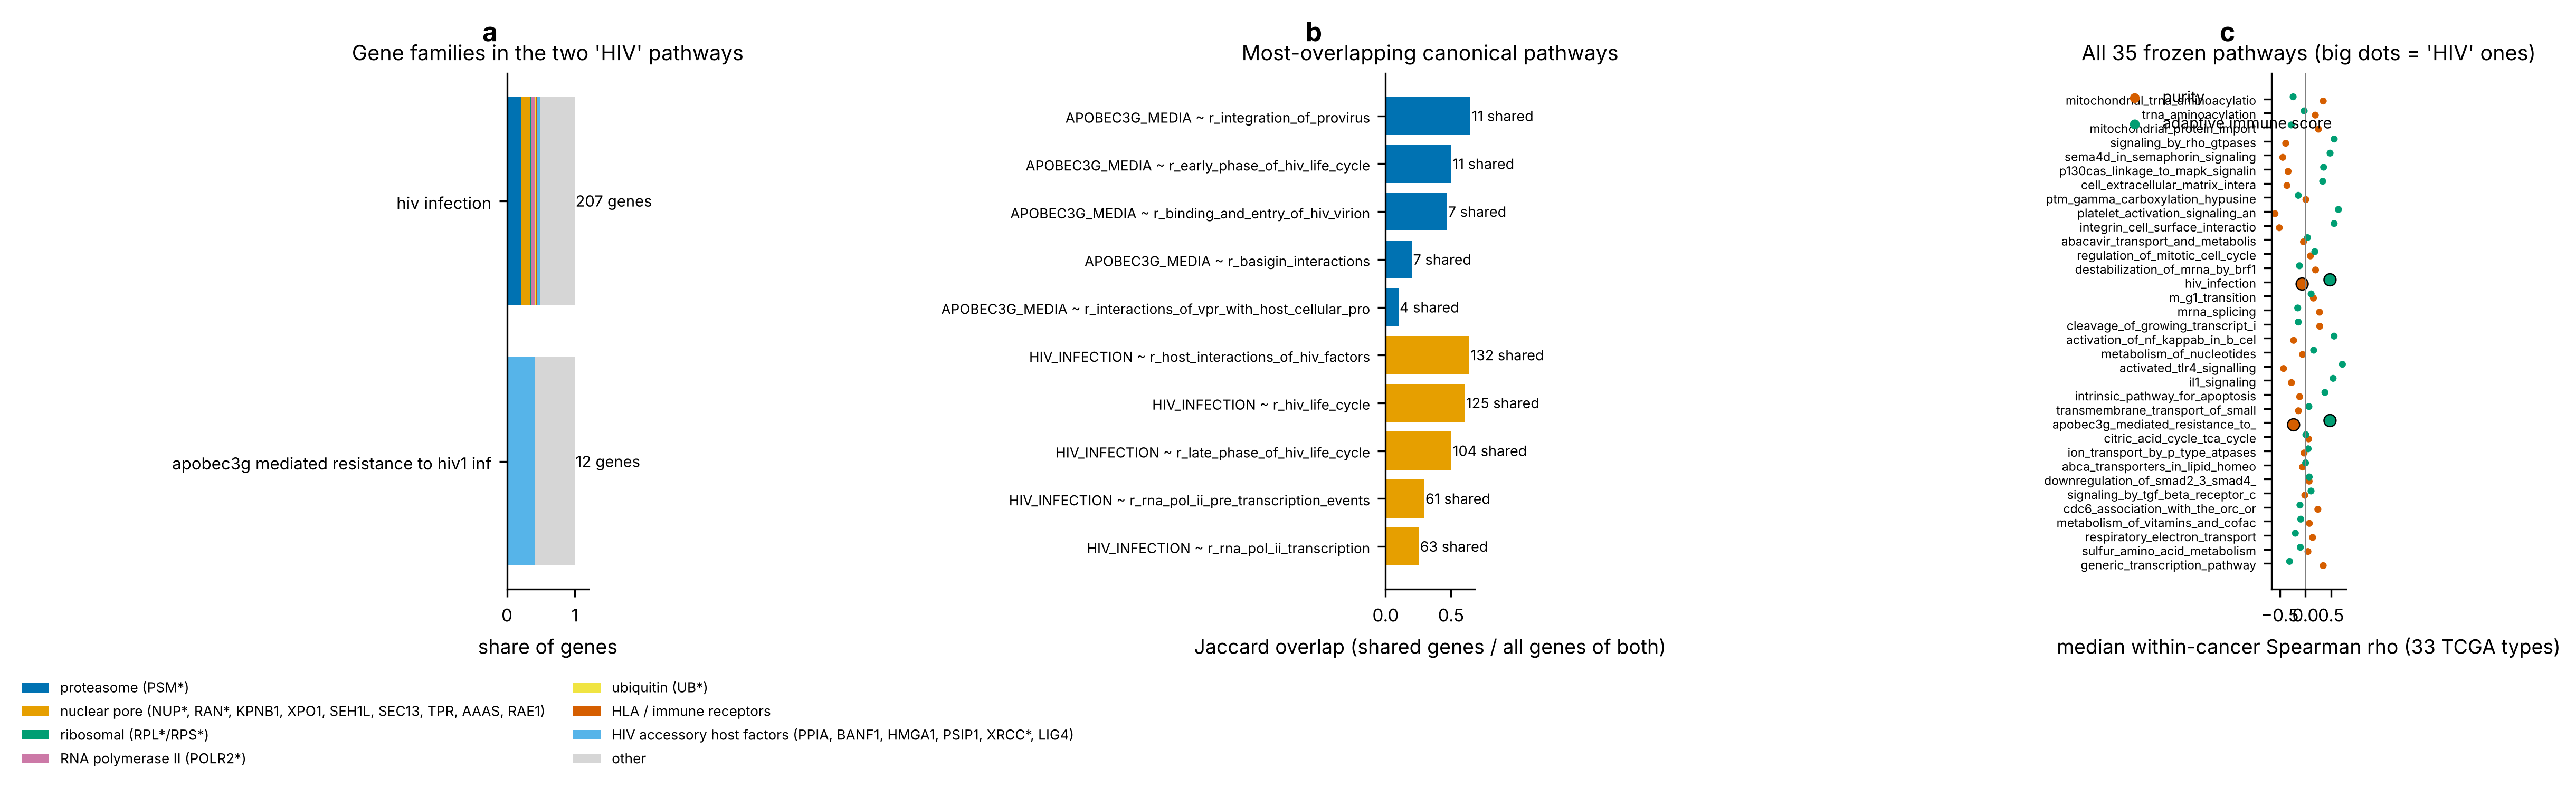 a
Gene families in the two 'HIV' pathways
hiv infection
207 genes
apobec3g mediated resistance to hiv1 inf
12 genes
0
1
share of genes
proteasome (PSM*)
nuclear pore (NUP*, RAN*, KPNB1, XPO1, SEH1L, SEC13, TPR, AAAS, RAE1)
ribosomal (RPL*/RPS*)
RNA polymerase II (POLR2*)
ubiquitin (UB*)
HLA / immune receptors
HIV accessory host factors (PPIA, BANF1, HMGA1, PSIP1, XRCC*, LIG4)
other
b
Most-overlapping canonical pathways
APOBEC3G_MEDIA ~ r_integration_of_provirus
11 shared
APOBEC3G_MEDIA ~ r_early_phase_of_hiv_life_cycle
11 shared
APOBEC3G_MEDIA ~ r_binding_and_entry_of_hiv_virion
7 shared
APOBEC3G_MEDIA ~ r_basigin_interactions
7 shared
APOBEC3G_MEDIA ~ r_interactions_of_vpr_with_host_cellular_pro
4 shared
HIV_INFECTION ~ r_host_interactions_of_hiv_factors
132 shared
HIV_INFECTION ~ r_hiv_life_cycle
125 shared
HIV_INFECTION ~ r_late_phase_of_hiv_life_cycle
104 shared
HIV_INFECTION ~ r_rna_pol_ii_pre_transcription_events
61 shared
HIV_INFECTION ~ r_rna_pol_ii_transcription
63 shared
0.0
0.5
Jaccard overlap (shared genes / all genes of both)
c
All 35 frozen pathways (big dots = 'HIV' ones)
purity
adaptive immune score
mitochondrial_trna_aminoacylatio
trna_aminoacylation
mitochondrial_protein_import
signaling_by_rho_gtpases
sema4d_in_semaphorin_signaling
p130cas_linkage_to_mapk_signalin
cell_extracellular_matrix_intera
ptm_gamma_carboxylation_hypusine
platelet_activation_signaling_an
integrin_cell_surface_interactio
abacavir_transport_and_metabolis
regulation_of_mitotic_cell_cycle
destabilization_of_mrna_by_brf1
hiv_infection
m_g1_transition
mrna_splicing
cleavage_of_growing_transcript_i
activation_of_nf_kappab_in_b_cel
metabolism_of_nucleotides
activated_tlr4_signalling
il1_signaling
intrinsic_pathway_for_apoptosis
transmembrane_transport_of_small
apobec3g_mediated_resistance_to_
citric_acid_cycle_tca_cycle
ion_transport_by_p_type_atpases
abca_transporters_in_lipid_homeo
downregulation_of_smad2_3_smad4_
signaling_by_tgf_beta_receptor_c
cdc6_association_with_the_orc_or
metabolism_of_vitamins_and_cofac
respiratory_electron_transport
sulfur_amino_acid_metabolism
generic_transcription_pathway
−0.5
0.0
0.5
median within-cancer Spearman rho (33 TCGA types)